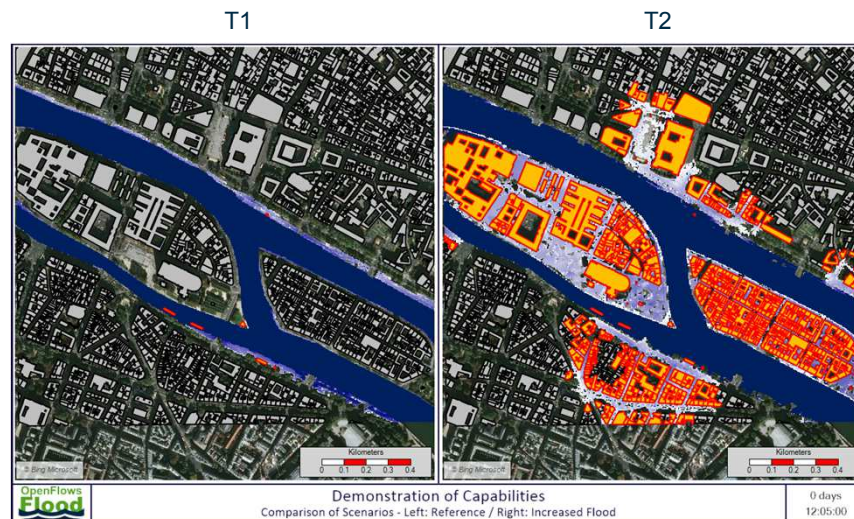 T1
T2
Kilometers
0 0.1 0.2 0.3 0.4
© Bing Microsoft
Kilometers
0 0.1 0.2 0.3 0.4
© Bing Microsoft
OpenFlows
Flood
Demonstration of Capabilities
Comparison of Scenarios - Left: Reference / Right: Increased Flood
0 days
12:05:00